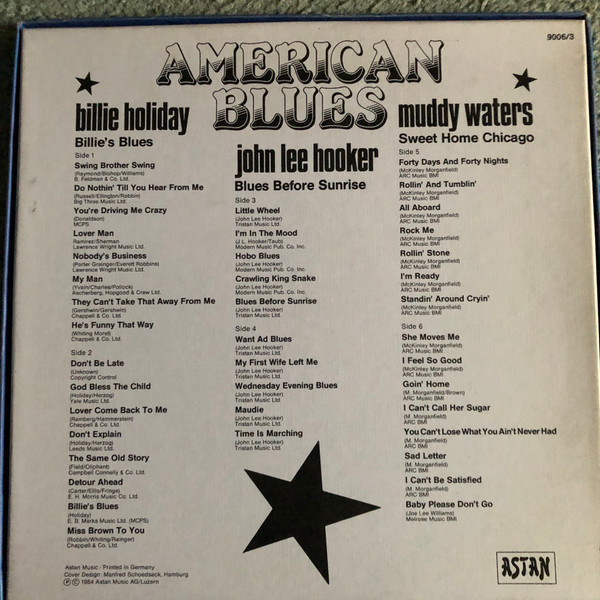 9006/3
AMERICAN
BLUES
billie holiday
Billie's Blues
Side 1
Swing Brother Swing
(Raymond/Bishop/Williams)
B. Feldman & Co. Ltd.
Do Nothin' Till You Hear From Me
(Russell/Ellington/Robbin)
Big Three Music Ltd.
You're Driving Me Crazy
(Donaldson)
MCPS
Lover Man
Ramirez/Sherman
Lawrence Wright Music Ltd.
Nobody's Business
(Porter Grainger/Everett Robbins)
Lawrence Wright Music Ltd.
My Man
(Yvain/Charles/Pollock)
Ascherberg, Hopgood & Crew Ltd.
They Can't Take That Away From Me
(Gershwin/Gershwin)
Chappell & Co. Ltd.
He's Funny That Way
(Whiting Moret)
Chappell & Co. Ltd.
Side 2
Don't Be Late
(Unknown)
Copyright Control
God Bless The Child
(Holiday/Herzog)
Yale Music Ltd.
Lover Come Back To Me
(Ramberg/Hammerstein)
Chappell & Co. Ltd.
Don't Explain
(Holiday/Herzog)
Leeds Music Ltd.
The Same Old Story
(Field/Oliphant)
Campbell Connelly & Co. Ltd.
Detour Ahead
(Carter/Ellis/Fringe)
E. H. Morris Music Co. Ltd.
Billie's Blues
(Holiday)
E. B. Marks Music Ltd. (MCPS)
Miss Brown To You
(Robbin/Whiting/Rainger)
Chappell & Co. Ltd.
Astan Music · Printed in Germany
Cover Design: Manfred Schoedsack, Hamburg
Ⓟ © 1984 Astan Music AG/Luzern
john lee hooker
Blues Before Sunrise
Side 3
Little Wheel
(John Lee Hooker)
Tristan Music Ltd.
I'm In The Mood
(J.L. Hooker/Taub)
Modern Music Pub. Co. Inc.
Hobo Blues
(John Lee Hooker)
Modern Music Pub. Co. Inc.
Crawling King Snake
(John Lee Hooker)
Modern Music Pub. Co. Inc.
Blues Before Sunrise
(John Lee Hooker)
Tristan Music Ltd.
Side 4
Want Ad Blues
(John Lee Hooker)
Tristan Music Ltd.
My First Wife Left Me
(John Lee Hooker)
Tristan Music Ltd.
Wednesday Evening Blues
(John Lee Hooker)
Tristan Music Ltd.
Maudie
(John Lee Hooker)
Tristan Music Ltd.
Time Is Marching
(John Lee Hooker)
Tristan Music Ltd.
muddy waters
Sweet Home Chicago
Side 5
Forty Days And Forty Nights
(McKinley Morganfield)
ARC Music BMI
Rollin' And Tumblin'
(McKinley Morganfield)
ARC Music BMI
All Aboard
(McKinley Morganfield)
ARC Music BMI
Rock Me
(McKinley Morganfield)
ARC Music BMI
Rollin' Stone
(McKinley Morganfield)
ARC Music BMI
I'm Ready
(McKinley Morganfield)
ARC Music BMI
Standin' Around Cryin'
(McKinley Morganfield)
ARC Music BMI
Side 6
She Moves Me
(McKinley Morganfield)
ARC Music BMI
I Feel So Good
(McKinley Morganfield)
ARC Music BMI
Goin' Home
(M. Morganfield/Brown)
ARC Music BMI
I Can't Call Her Sugar
(M. Morganfield)
ARC BMI
You Can't Lose What You Ain't Never Had
(M. Morganfield)
ARC BMI
Sad Letter
(M. Morganfield)
ARC BMI
I Can't Be Satisfied
(M. Morganfield)
ARC BMI
Baby Please Don't Go
(Joe Lee Williams)
Melrose Music BMI
ASTAN